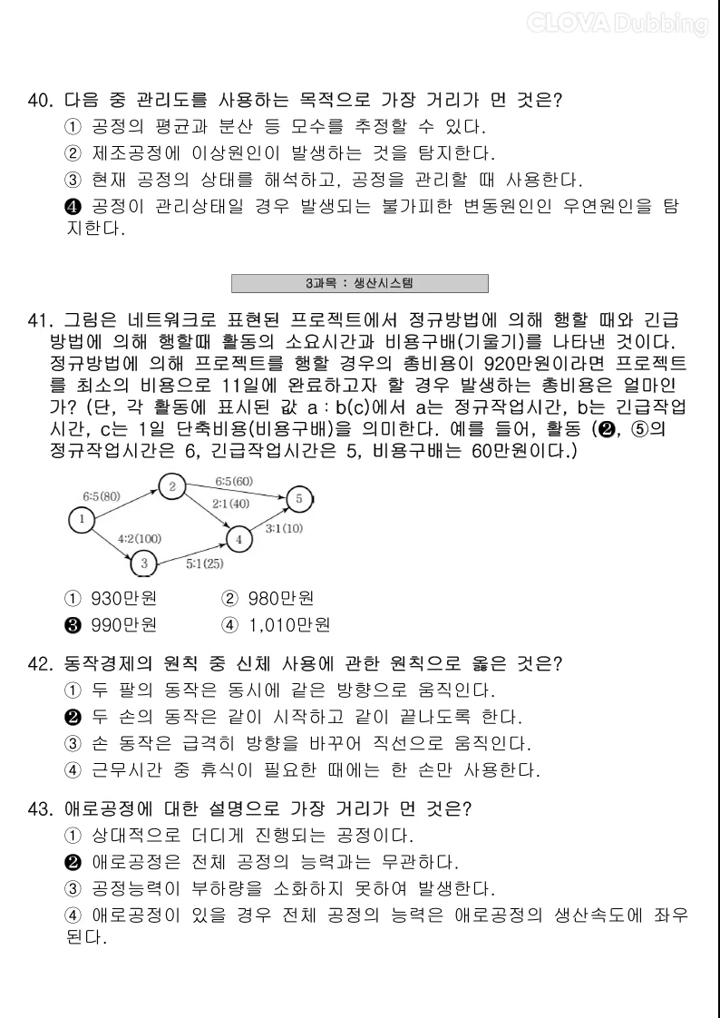 CLOVA Dubbing
40. 다음 중 관리도를 사용하는 목적으로 가장 거리가 먼 것은?
① 공정의 평균과 분산 등 모수를 추정할 수 있다.
② 제조공정에 이상원인이 발생하는 것을 탐지한다.
③ 현재 공정의 상태를 해석하고, 공정을 관리할 때 사용한다.
❹ 공정이 관리상태일 경우 발생되는 불가피한 변동원인인 우연원인을 탐
지한다.
3과목 : 생산시스템
41. 그림은 네트워크로 표현된 프로젝트에서 정규방법에 의해 행할 때와 긴급
방법에 의해 행할때 활동의 소요시간과 비용구배(기울기)를 나타낸 것이다.
정규방법에 의해 프로젝트를 행할 경우의 총비용이 920만원이라면 프로젝트
를 최소의 비용으로 11일에 완료하고자 할 경우 발생하는 총비용은 얼마인
가? (단, 각 활동에 표시된 값 a : b(c)에서 a는 정규작업시간, b는 긴급작업
시간, c는 1일 단축비용(비용구배)을 의미한다. 예를 들어, 활동 (❷, ⑤의
정규작업시간은 6, 긴급작업시간은 5, 비용구배는 60만원이다.)
6:5(80)
2
6:5(60)
5
1
2:1(40)
4:2(100)
4
3:1(10)
3
5:1(25)
① 930만원 ② 980만원
❸ 990만원 ④ 1,010만원
42. 동작경제의 원칙 중 신체 사용에 관한 원칙으로 옳은 것은?
① 두 팔의 동작은 동시에 같은 방향으로 움직인다.
❷ 두 손의 동작은 같이 시작하고 같이 끝나도록 한다.
③ 손 동작은 급격히 방향을 바꾸어 직선으로 움직인다.
④ 근무시간 중 휴식이 필요한 때에는 한 손만 사용한다.
43. 애로공정에 대한 설명으로 가장 거리가 먼 것은?
① 상대적으로 더디게 진행되는 공정이다.
❷ 애로공정은 전체 공정의 능력과는 무관하다.
③ 공정능력이 부하량을 소화하지 못하여 발생한다.
④ 애로공정이 있을 경우 전체 공정의 능력은 애로공정의 생산속도에 좌우
된다.